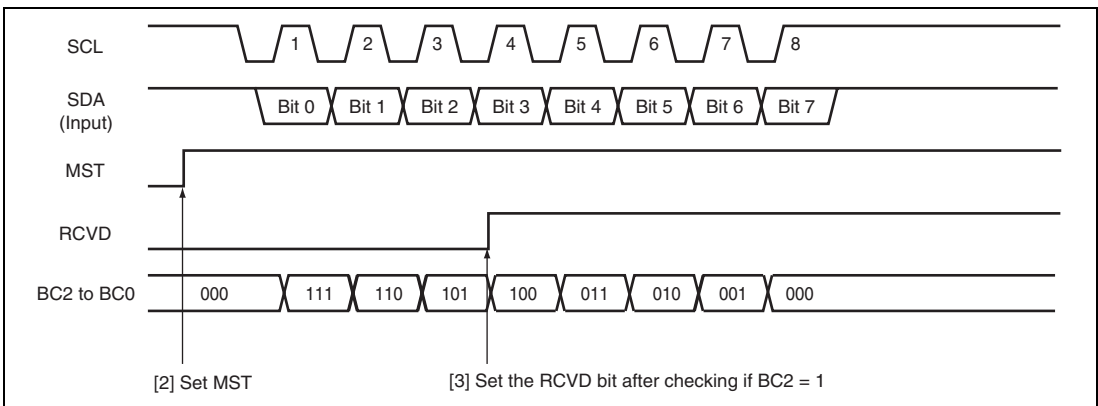 SCL 1 2 3 4 5 6 7 8
SDA
(Input)
Bit 0 Bit 1 Bit 2 Bit 3 Bit 4 Bit 5 Bit 6 Bit 7
MST
RCVD
BC2 to BC0 000 111 110 101 100 011 010 001 000
[2] Set MST [3] Set the RCVD bit after checking if BC2 = 1